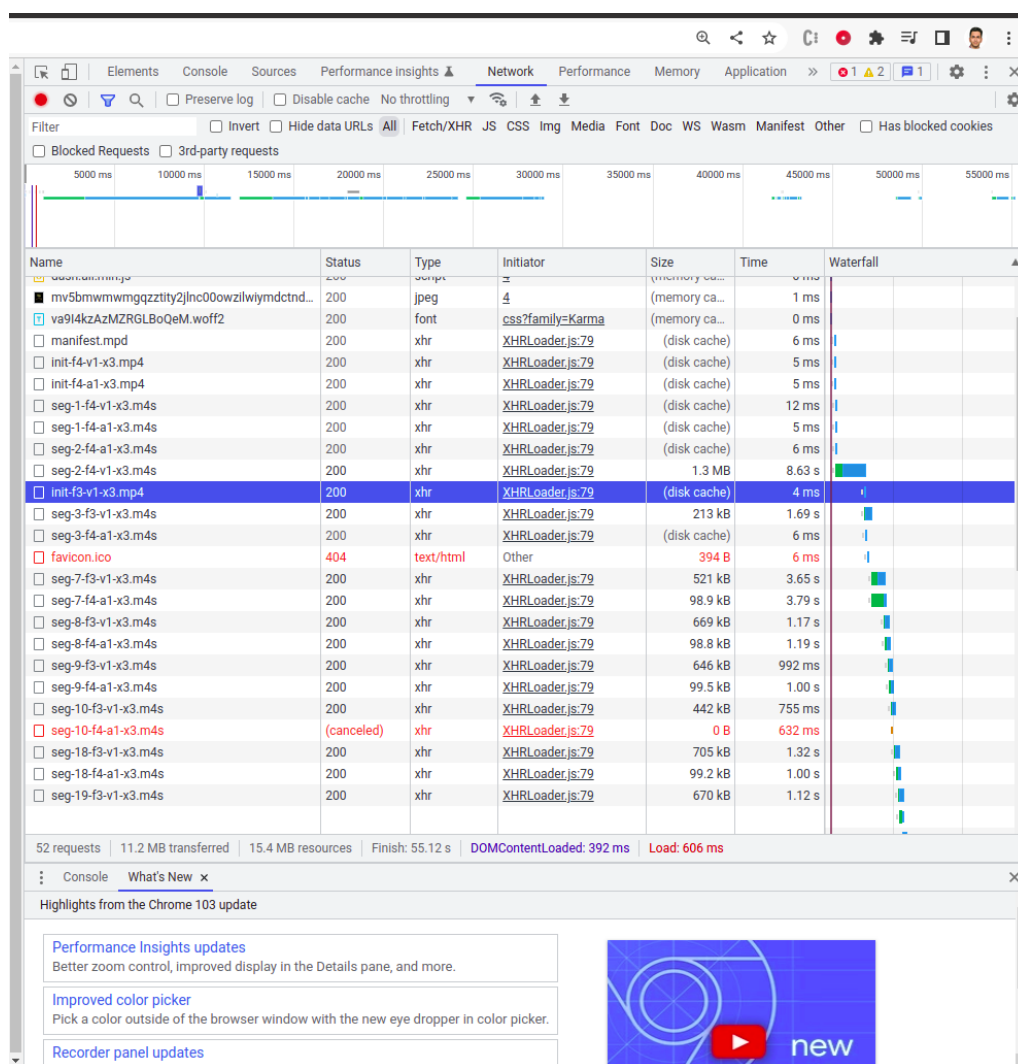 Elements Console Sources Performance insights Network Performance Memory Application » 1 2 1
Preserve log Disable cache No throttling
Filter Invert Hide data URLs All Fetch/XHR JS CSS Img Media Font Doc WS Wasm Manifest Other Has blocked cookies
Blocked Requests 3rd-party requests
5000 ms 10000 ms 15000 ms 20000 ms 25000 ms 30000 ms 35000 ms 40000 ms 45000 ms 50000 ms 55000 ms
Name Status Type Initiator Size Time Waterfall
dash.all.min.js 200 script 4 (memory ca... 0 ms
mv5bmwmwmgqzztity2jlnc00owzilwiymdctnd... 200 jpeg 4 (memory ca... 1 ms
va9I4kzAzMZRGLBoQeM.woff2 200 font css?family=Karma (memory ca... 0 ms
manifest.mpd 200 xhr XHRLoader.js:79 (disk cache) 6 ms
init-f4-v1-x3.mp4 200 xhr XHRLoader.js:79 (disk cache) 5 ms
init-f4-a1-x3.mp4 200 xhr XHRLoader.js:79 (disk cache) 5 ms
seg-1-f4-v1-x3.m4s 200 xhr XHRLoader.js:79 (disk cache) 12 ms
seg-1-f4-a1-x3.m4s 200 xhr XHRLoader.js:79 (disk cache) 5 ms
seg-2-f4-a1-x3.m4s 200 xhr XHRLoader.js:79 (disk cache) 6 ms
seg-2-f4-v1-x3.m4s 200 xhr XHRLoader.js:79 1.3 MB 8.63 s
init-f3-v1-x3.mp4 200 xhr XHRLoader.js:79 (disk cache) 4 ms
seg-3-f3-v1-x3.m4s 200 xhr XHRLoader.js:79 213 kB 1.69 s
seg-3-f4-a1-x3.m4s 200 xhr XHRLoader.js:79 (disk cache) 6 ms
favicon.ico 404 text/html Other 394 B 6 ms
seg-7-f3-v1-x3.m4s 200 xhr XHRLoader.js:79 521 kB 3.65 s
seg-7-f4-a1-x3.m4s 200 xhr XHRLoader.js:79 98.9 kB 3.79 s
seg-8-f3-v1-x3.m4s 200 xhr XHRLoader.js:79 669 kB 1.17 s
seg-8-f4-a1-x3.m4s 200 xhr XHRLoader.js:79 98.8 kB 1.19 s
seg-9-f3-v1-x3.m4s 200 xhr XHRLoader.js:79 646 kB 992 ms
seg-9-f4-a1-x3.m4s 200 xhr XHRLoader.js:79 99.5 kB 1.00 s
seg-10-f3-v1-x3.m4s 200 xhr XHRLoader.js:79 442 kB 755 ms
seg-10-f4-a1-x3.m4s (canceled) xhr XHRLoader.js:79 0 B 632 ms
seg-18-f3-v1-x3.m4s 200 xhr XHRLoader.js:79 705 kB 1.32 s
seg-18-f4-a1-x3.m4s 200 xhr XHRLoader.js:79 99.2 kB 1.00 s
seg-19-f3-v1-x3.m4s 200 xhr XHRLoader.js:79 670 kB 1.12 s
52 requests 11.2 MB transferred 15.4 MB resources Finish: 55.12 s DOMContentLoaded: 392 ms Load: 606 ms
Console What's New ×
Highlights from the Chrome 103 update
Performance Insights updates
Better zoom control, improved display in the Details pane, and more.
Improved color picker
Pick a color outside of the browser window with the new eye dropper in color picker.
Recorder panel updates
new